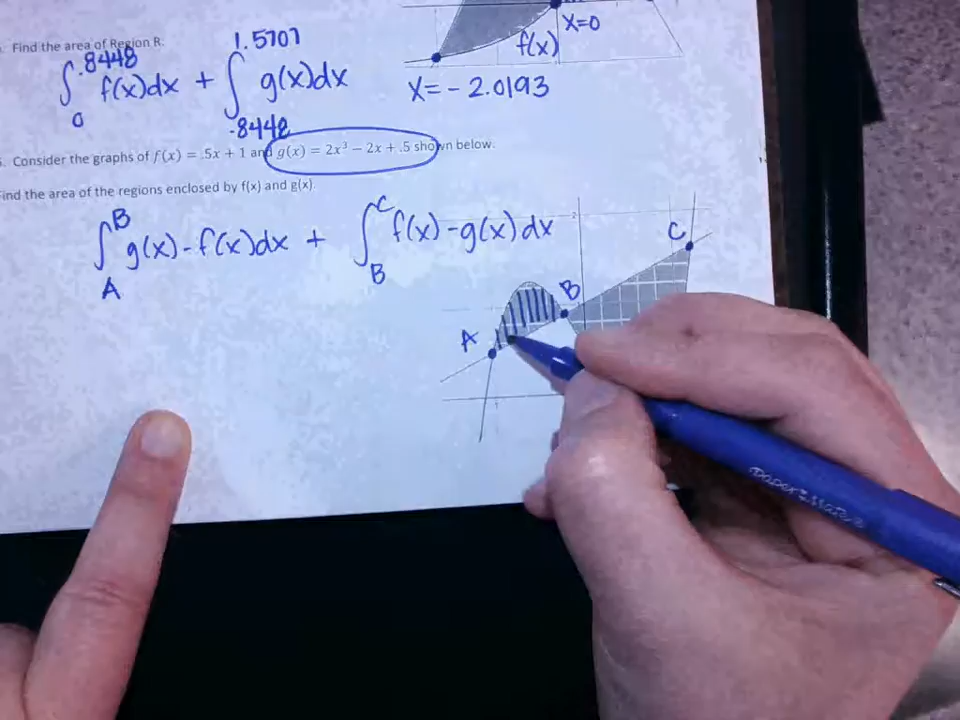 . Find the area of Region R.
∫₀^.8448 f(x)dx + ∫.8448^1.5707 g(x)dx
X=0
f(x)
X=-2.0193
. Consider the graphs of f(x) = .5x + 1 and g(x) = 2x³ − 2x + .5 shown below.
Find the area of the regions enclosed by f(x) and g(x).
∫_A^B g(x)-f(x)dx + ∫_B^C f(x)-g(x)dx
C
B
A
PaperMate